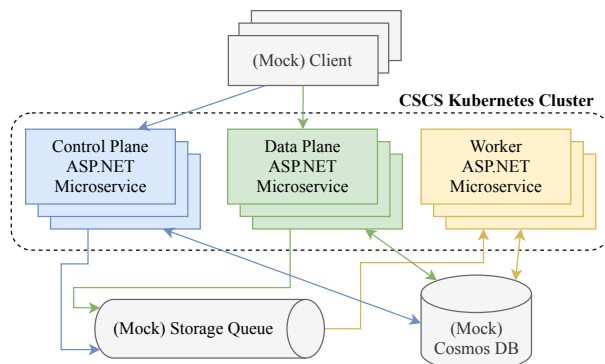 (Mock) Client
CSCS Kubernetes Cluster
Control Plane
ASP.NET
Microservice
Data Plane
ASP.NET
Microservice
Worker
ASP.NET
Microservice
(Mock) Storage Queue
(Mock)
Cosmos DB